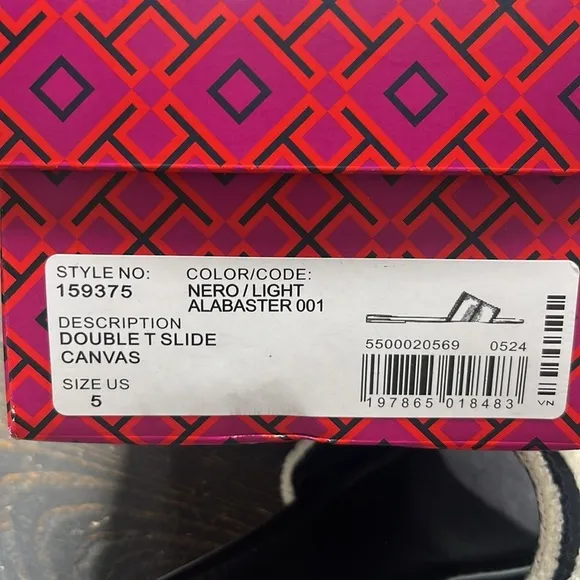 STYLE NO:
159375
COLOR/CODE:
NERO / LIGHT
ALABASTER 001
DESCRIPTION
DOUBLE T SLIDE
CANVAS
SIZE US
5
5500020569 0524
197865 018483
VN